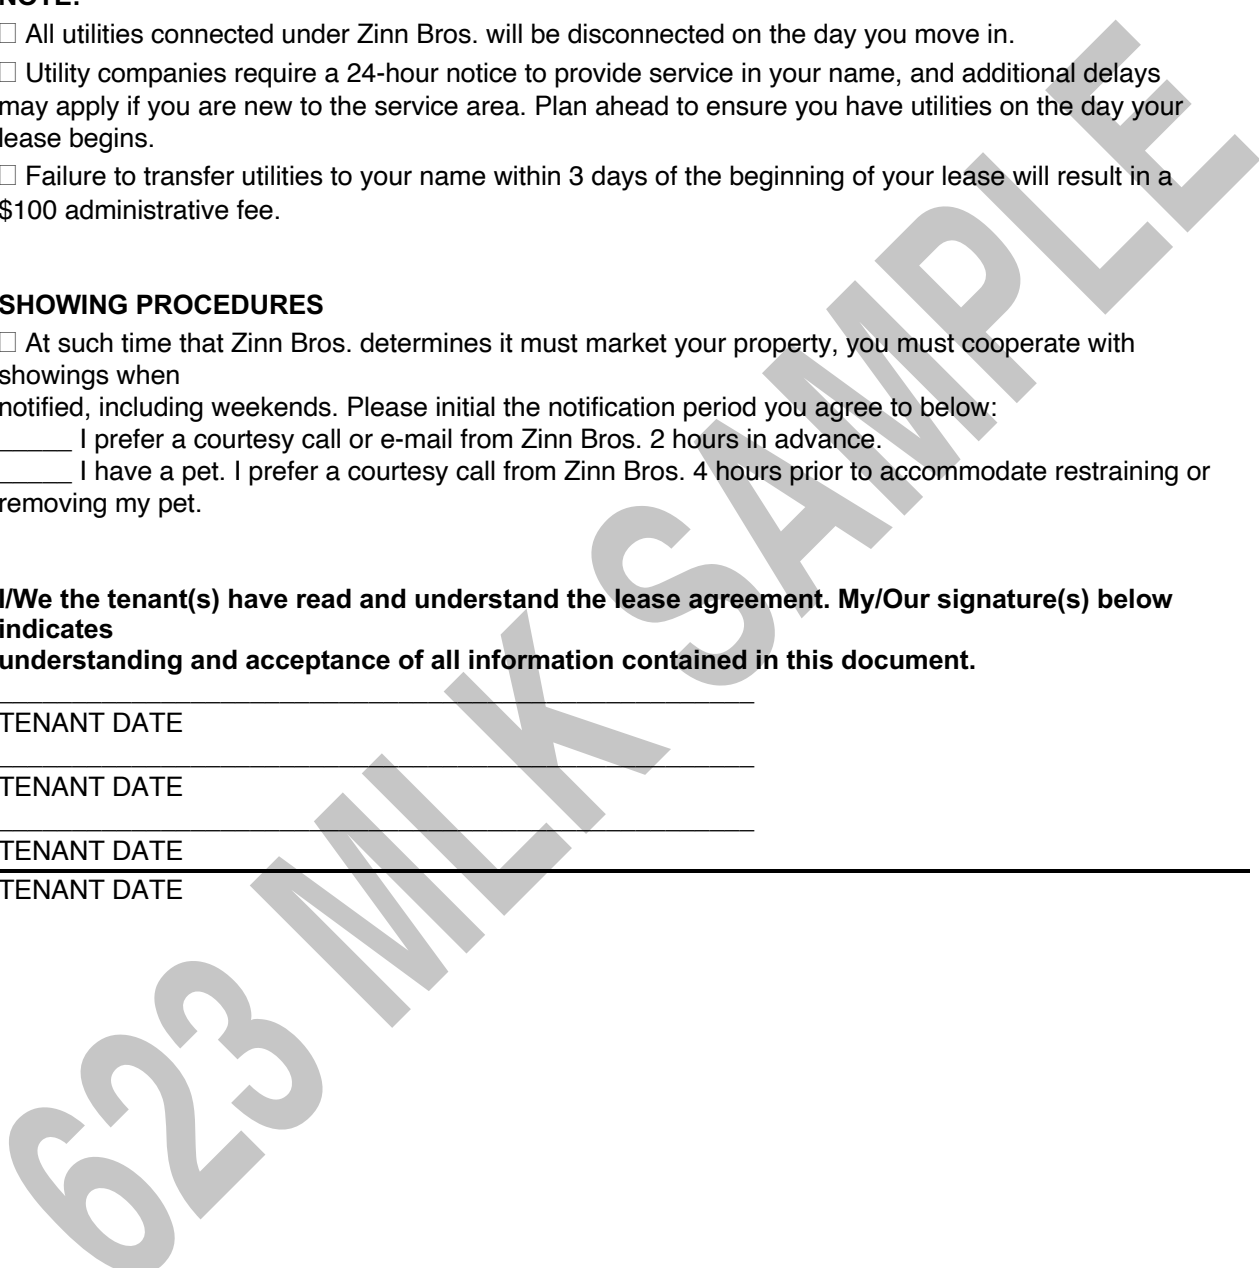 NOTE:
□ All utilities connected under Zinn Bros. will be disconnected on the day you move in.
□ Utility companies require a 24-hour notice to provide service in your name, and additional delays
may apply if you are new to the service area. Plan ahead to ensure you have utilities on the day your
lease begins.
□ Failure to transfer utilities to your name within 3 days of the beginning of your lease will result in a
$100 administrative fee.
SHOWING PROCEDURES
□ At such time that Zinn Bros. determines it must market your property, you must cooperate with
showings when
notified, including weekends. Please initial the notification period you agree to below:
_____ I prefer a courtesy call or e-mail from Zinn Bros. 2 hours in advance.
_____ I have a pet. I prefer a courtesy call from Zinn Bros. 4 hours prior to accommodate restraining or
removing my pet.
I/We the tenant(s) have read and understand the lease agreement. My/Our signature(s) below
indicates
understanding and acceptance of all information contained in this document.
TENANT DATE
TENANT DATE
TENANT DATE
TENANT DATE
623 MLK SAMPLE